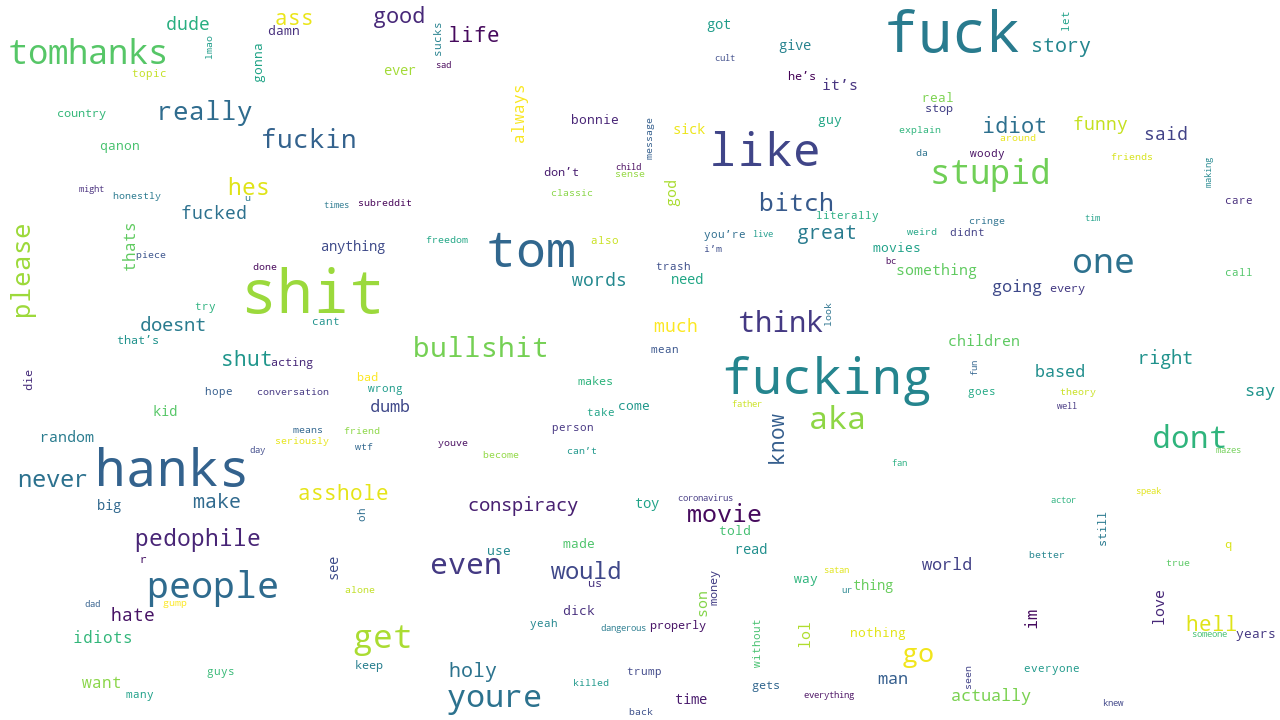 dude
ass
damn
good
sucks
life
got
give
fuck
let
story
tomhanks
lmao
topic
gonna
ever
sad
cult
he's
it's
real
stop
country
really
fuckin
always
bonnie
message
sick
guy
explain
idiot
around
funny
said
qanon
like
da
woody
friends
might
honestly
hes
u
don't
child
sense
classic
god
stupid
making
fucked
times
subreddit
bitch
literally
cringe
tim
care
please
thats
piece
anything
freedom
tom
also
you're
live
i'm
great
weird
didnt
movies
bc
one
done
shit
words
trash
need
something
going
every
call
try
doesnt
cant
that's
bullshit
much
think
look
children
shut
acting
mean
fucking
fun
based
right
die
hope
conversation
bad
wrong
makes
goes
theory
say
kid
dumb
take
come
father
aka
well
random
means
seriously
friend
wtf
youve
person
know
dont
mazes
never
hanks
day
become
can't
fan
big
make
asshole
oh
conspiracy
toy
coronavirus
movie
told
actor
speak
still
pedophile
r
see
even
use
made
would
us
read
world
better
q
true
people
dad
gump
hate
alone
dick
son
money
way
satan
ur
thing
im
love
idiots
get
yeah
dangerous
properly
without
lol
nothing
hell
someone
years
want
many
guys
keep
holy
youre
killed
trump
back
time
gets
everything
go
man
seen
actually
everyone
knew